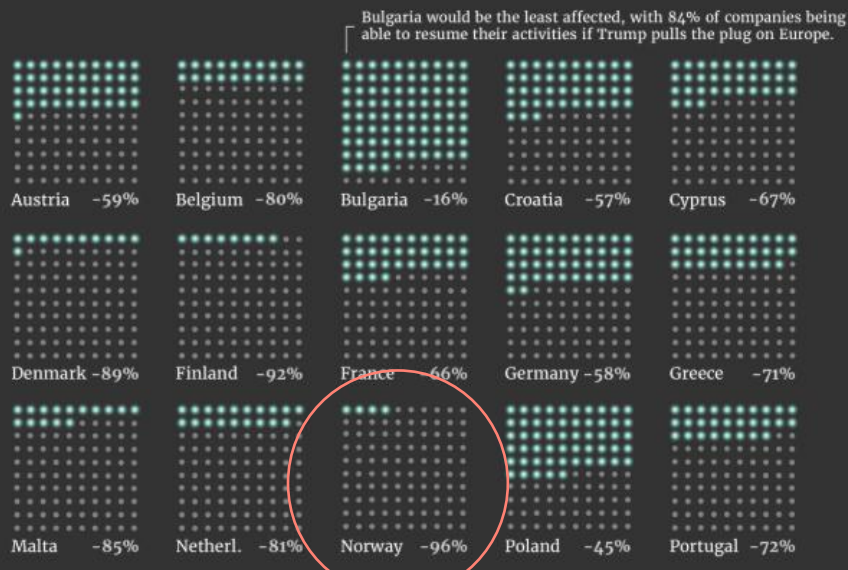 Bulgaria would be the least affected, with 84% of companies being
able to resume their activities if Trump pulls the plug on Europe.
Austria -59%
Belgium -80%
Bulgaria -16%
Croatia -57%
Cyprus -67%
Denmark -89%
Finland -92%
France -66%
Germany -58%
Greece -71%
Malta -85%
Netherl. -81%
Norway -96%
Poland -45%
Portugal -72%